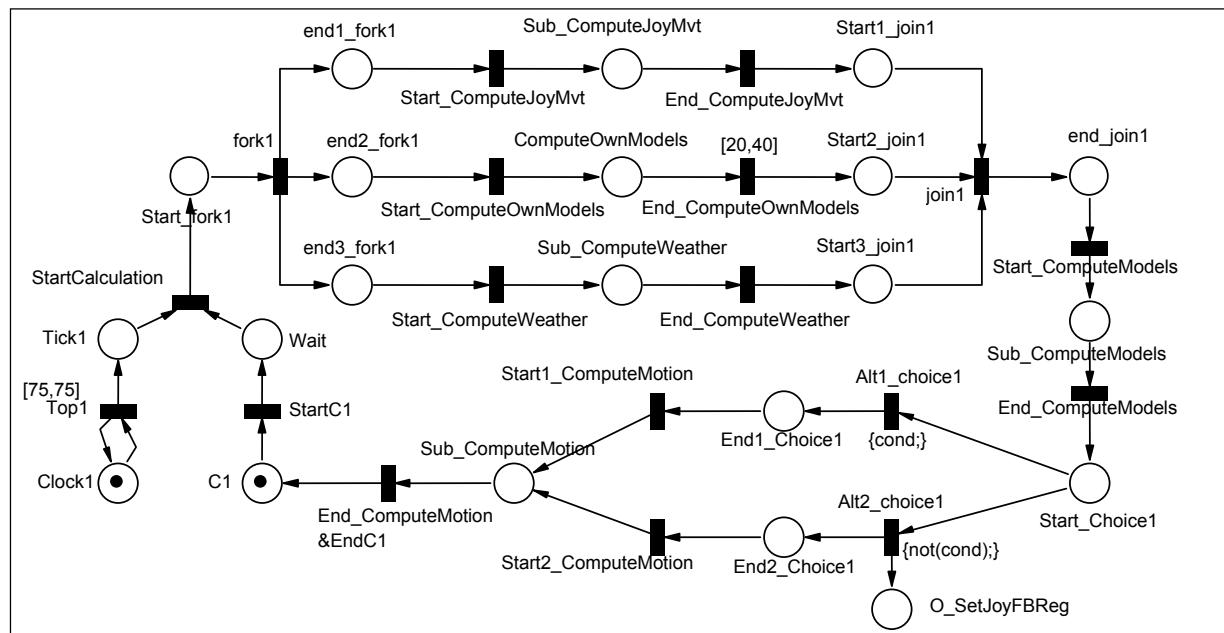 end1_fork1
Sub_ComputeJoyMvt
Start1_join1
Start_ComputeJoyMvt
End_ComputeJoyMvt
fork1
end2_fork1
ComputeOwnModels
[20,40]
Start2_join1
end_join1
Start_fork1
Start_ComputeOwnModels
End_ComputeOwnModels
join1
end3_fork1
Sub_ComputeWeather
Start3_join1
Start_ComputeModels
StartCalculation
Start_ComputeWeather
End_ComputeWeather
Tick1
Wait
Sub_ComputeModels
[75,75]
Top1
StartC1
Start1_ComputeMotion
Alt1_choice1
End_ComputeModels
End1_Choice1
{cond;}
Sub_ComputeMotion
Clock1
C1
Alt2_choice1
Start_Choice1
End_ComputeMotion
&EndC1
Start2_ComputeMotion
End2_Choice1
{not(cond);}
O_SetJoyFBReg